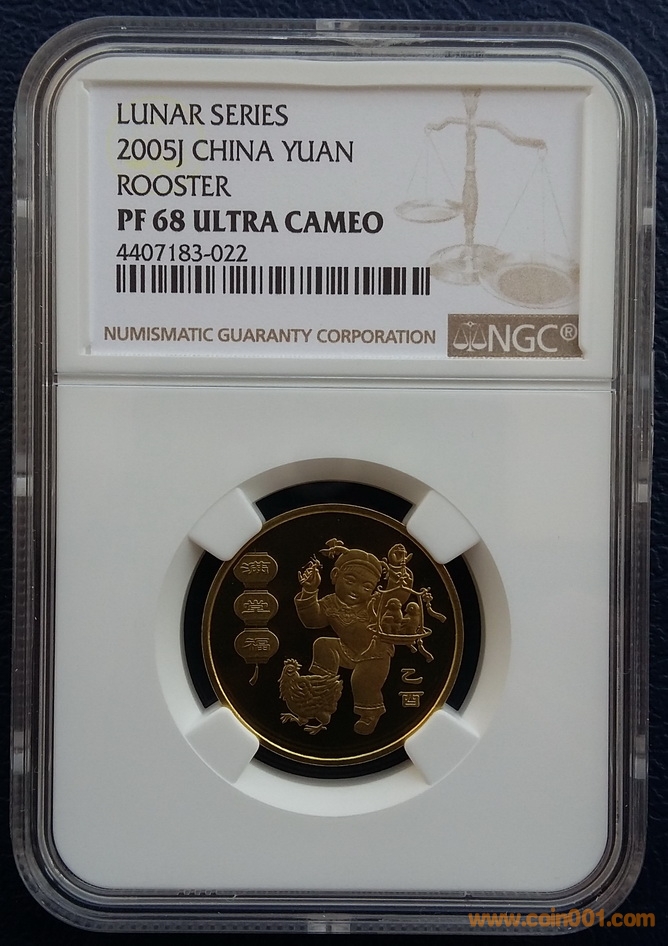 LUNAR SERIES
2005J CHINA YUAN
ROOSTER
PF 68 ULTRA CAMEO
4407183-022
NUMISMATIC GUARANTY CORPORATION
NGC®
满
堂
福
乙
酉
www.coin001.com